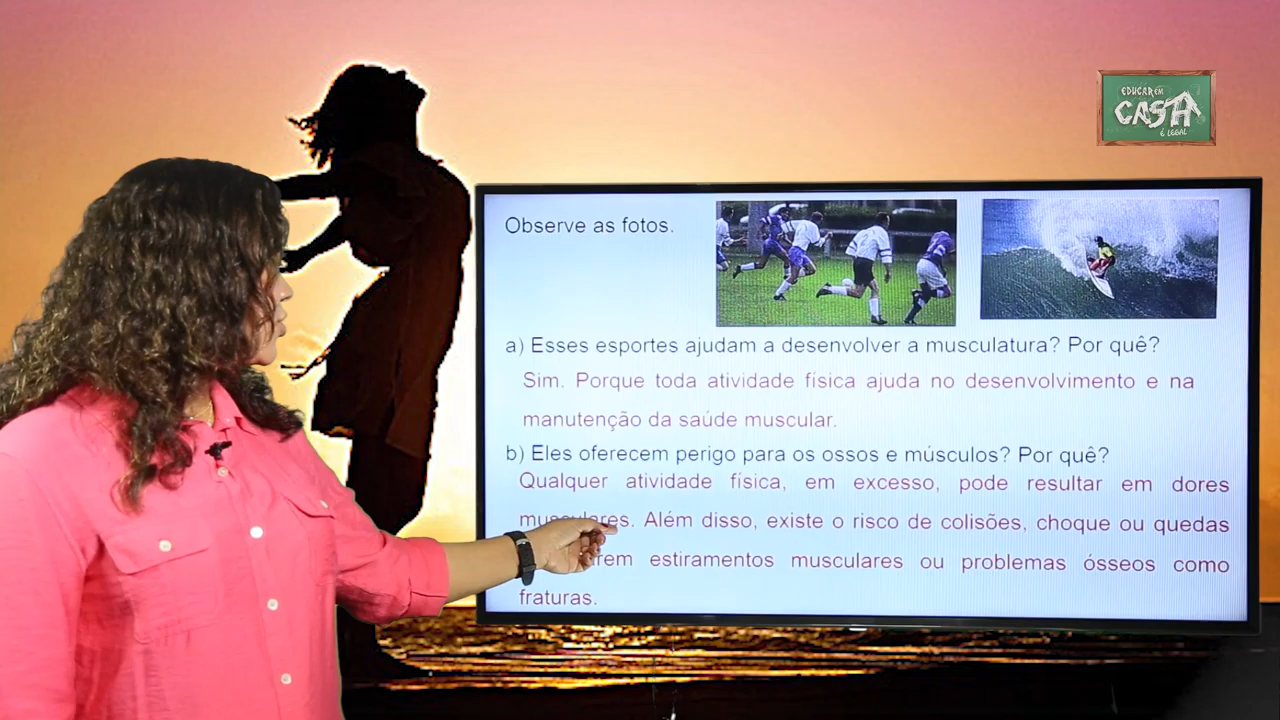 EDUCAR EM
CASA
É LEGAL
Observe as fotos.
a) Esses esportes ajudam a desenvolver a musculatura? Por quê?
Sim. Porque toda atividade física ajuda no desenvolvimento e na
manutenção da saúde muscular.
b) Eles oferecem perigo para os ossos e músculos? Por quê?
Qualquer atividade física, em excesso, pode resultar em dores
musculares. Além disso, existe o risco de colisões, choque ou quedas
estiramentos musculares ou problemas ósseos como
fraturas.